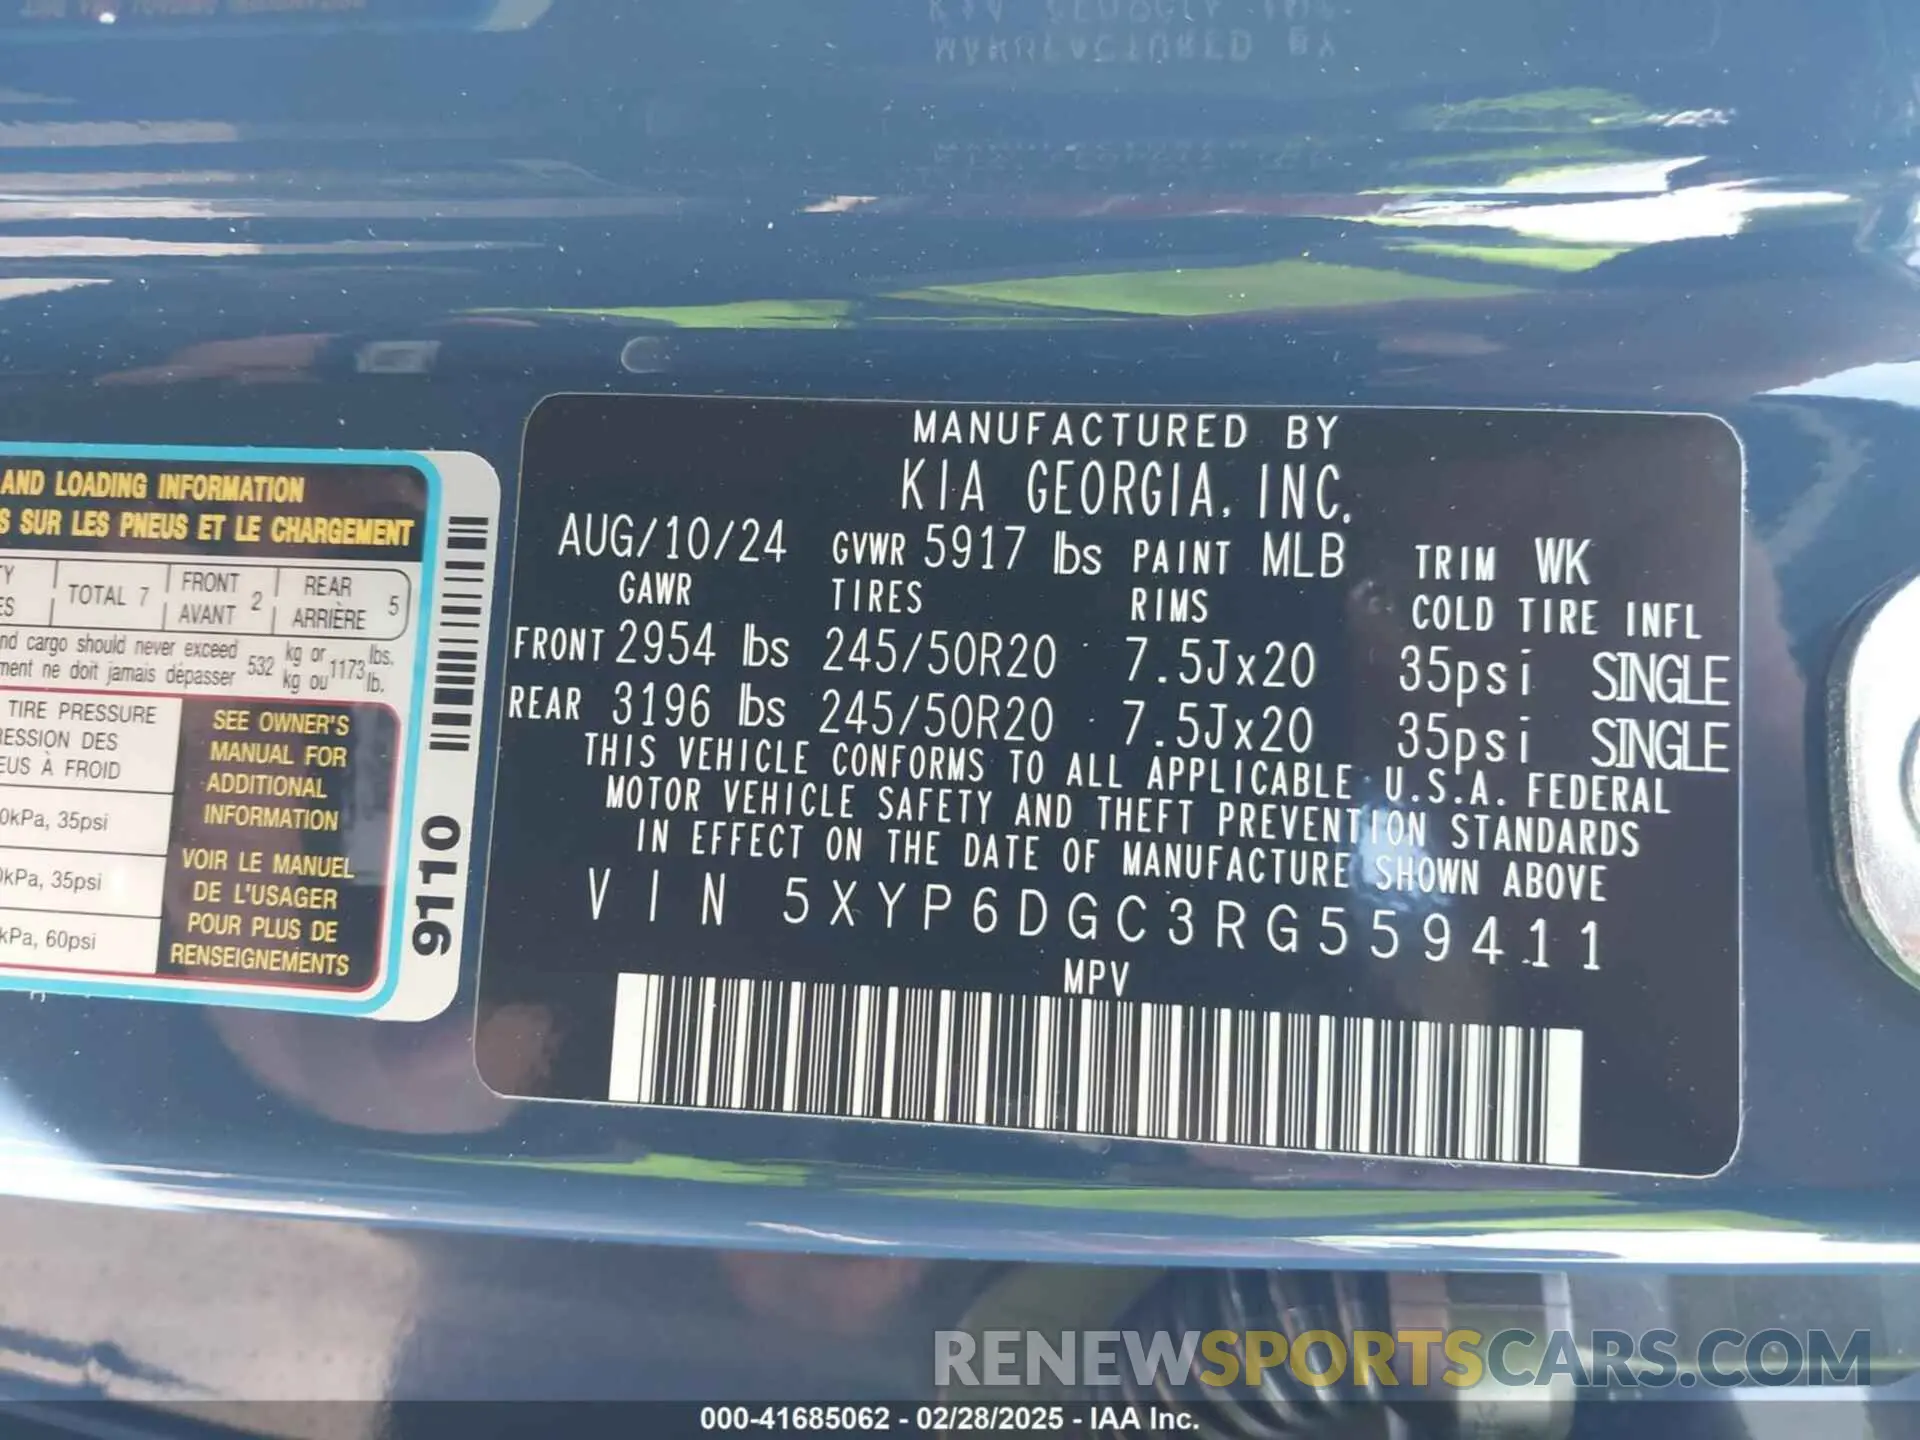 MANUFACTURED BY
KIA GEORGIA, INC.
AUG/10/24 GVWR 5917 lbs PAINT MLB TRIM WK
GAWR TIRES RIMS COLD TIRE INFL
FRONT 2954 lbs 245/50R20 7.5Jx20 35psi SINGLE
REAR 3196 lbs 245/50R20 7.5Jx20 35psi SINGLE
THIS VEHICLE CONFORMS TO ALL APPLICABLE U.S.A. FEDERAL
MOTOR VEHICLE SAFETY AND THEFT PREVENTION STANDARDS
IN EFFECT ON THE DATE OF MANUFACTURE SHOWN ABOVE
VIN 5XYP6DGC3RG559411
MPV
AND LOADING INFORMATION
SUR LES PNEUS ET LE CHARGEMENT
TOTAL 7 FRONT 2 REAR 5
AVANT ARRIÈRE
cargo should never exceed 532 kg or 1173 lbs.
ne doit jamais dépasser kg ou lb.
TIRE PRESSURE
DES
À FROID
35psi
35psi
kPa, 60psi
SEE OWNER'S
MANUAL FOR
ADDITIONAL
INFORMATION
VOIR LE MANUEL
DE L'USAGER
POUR PLUS DE
RENSEIGNEMENTS
9110
RENEWSPORTSCARS.COM
000-41685062 - 02/28/2025 - IAA Inc.